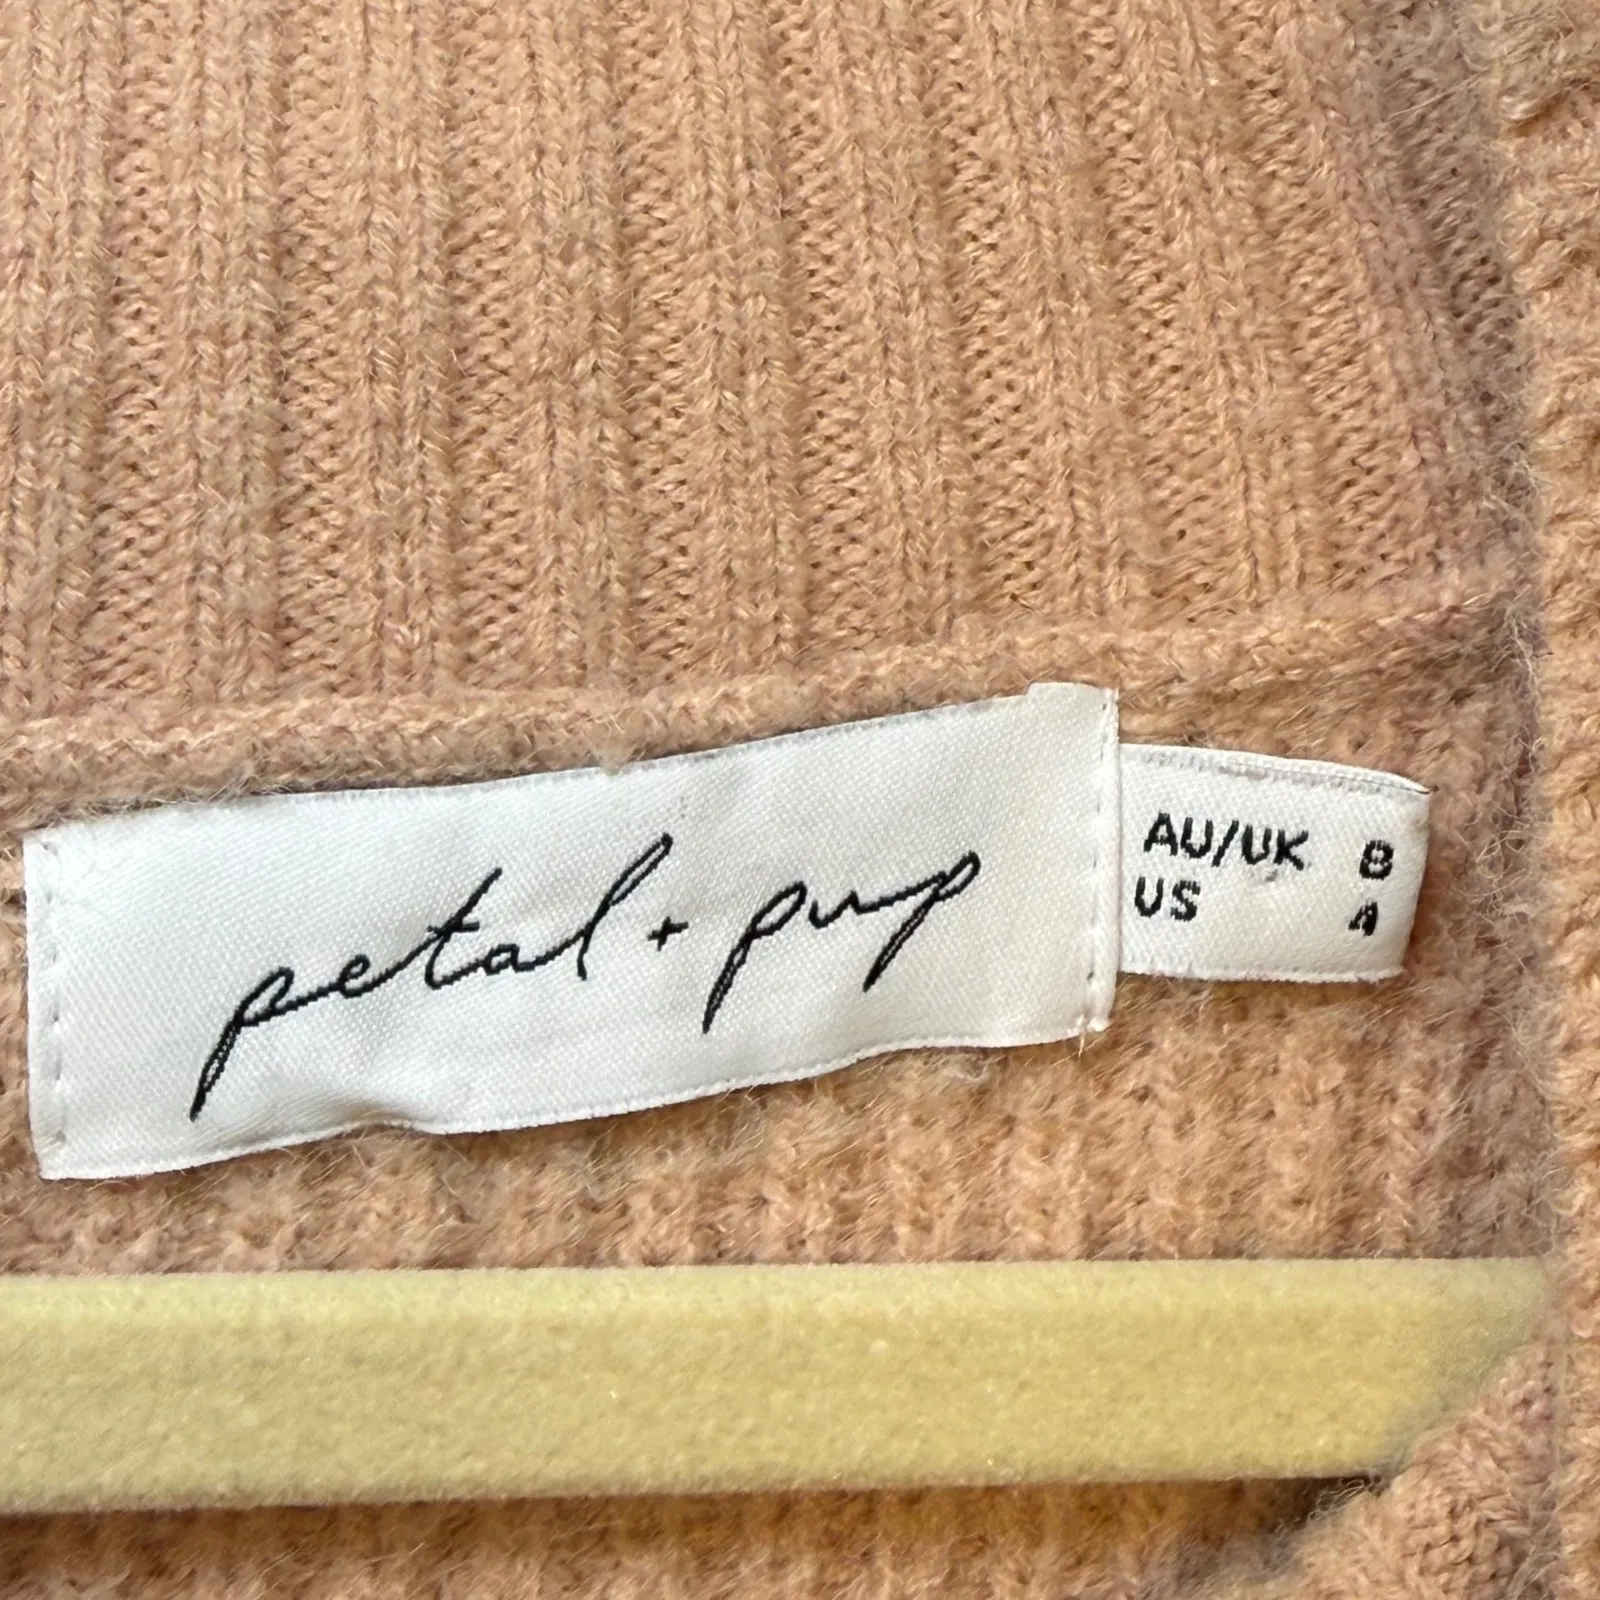 petal + pup
AU/UK 8
US 4